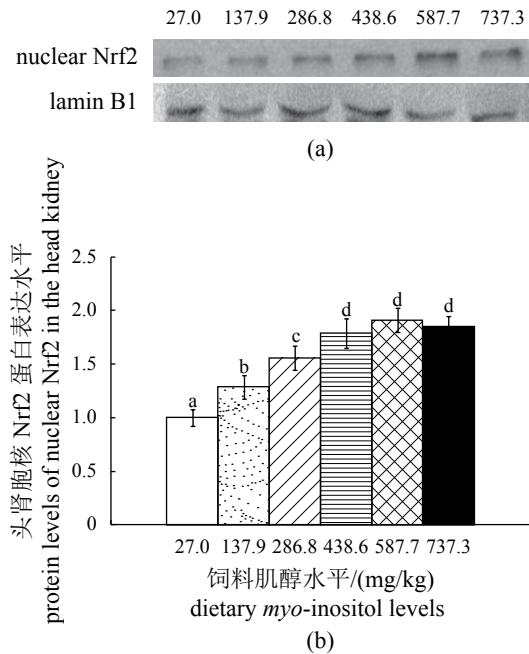 27.0 137.9 286.8 438.6 587.7 737.3
nuclear Nrf2
lamin B1
(a)
头肾胞核 Nrf2 蛋白表达水平
protein levels of nuclear Nrf2 in the head kidney
2.5
2.0
1.5
1.0
0.5
0
a
b
c
d
d
d
27.0 137.9 286.8 438.6 587.7 737.3
饲料肌醇水平/(mg/kg)
dietary myo-inositol levels
(b)